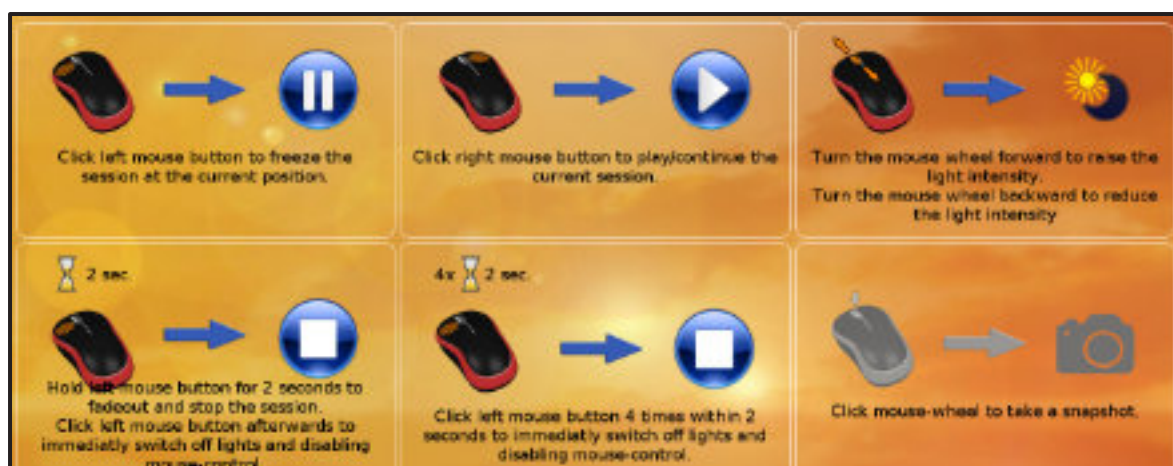 Click left mouse button to freeze the
session at the current position.
Click right mouse button to play/continue the
current session.
Turn the mouse wheel forward to raise the
light intensity.
Turn the mouse wheel backward to reduce
the light intensity
2 sec.
Hold left mouse button for 2 seconds to
fadeout and stop the session.
Click left mouse button afterwards to
immediatly switch off lights and disabling
mouse-control.
4x 2 sec.
Click left mouse button 4 times within 2
seconds to immediatly switch off lights and
disabling mouse-control.
Click mouse-wheel to take a snapshot.